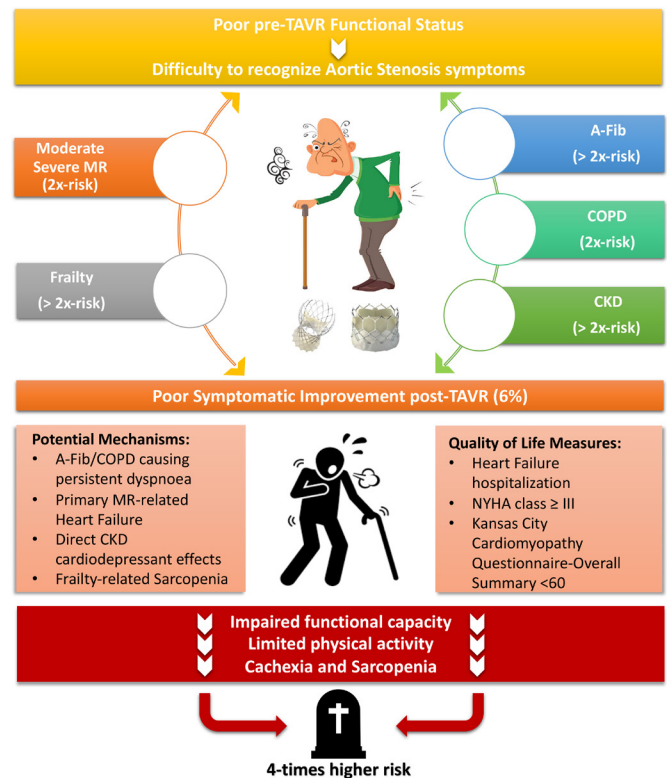 Poor pre-TAVR Functional Status
Difficulty to recognize Aortic Stenosis symptoms
Moderate
Severe MR
(2x-risk)
Frailty
(> 2x-risk)
A-Fib
(> 2x-risk)
COPD
(2x-risk)
CKD
(> 2x-risk)
Poor Symptomatic Improvement post-TAVR (6%)
Potential Mechanisms:
• A-Fib/COPD causing
persistent dyspnoea
• Primary MR-related
Heart Failure
• Direct CKD
cardiodepressant effects
• Frailty-related Sarcopenia
Quality of Life Measures:
• Heart Failure
hospitalization
• NYHA class ≥ III
• Kansas City
Cardiomyopathy
Questionnaire-Overall
Summary <60
Impaired functional capacity
Limited physical activity
Cachexia and Sarcopenia
4-times higher risk